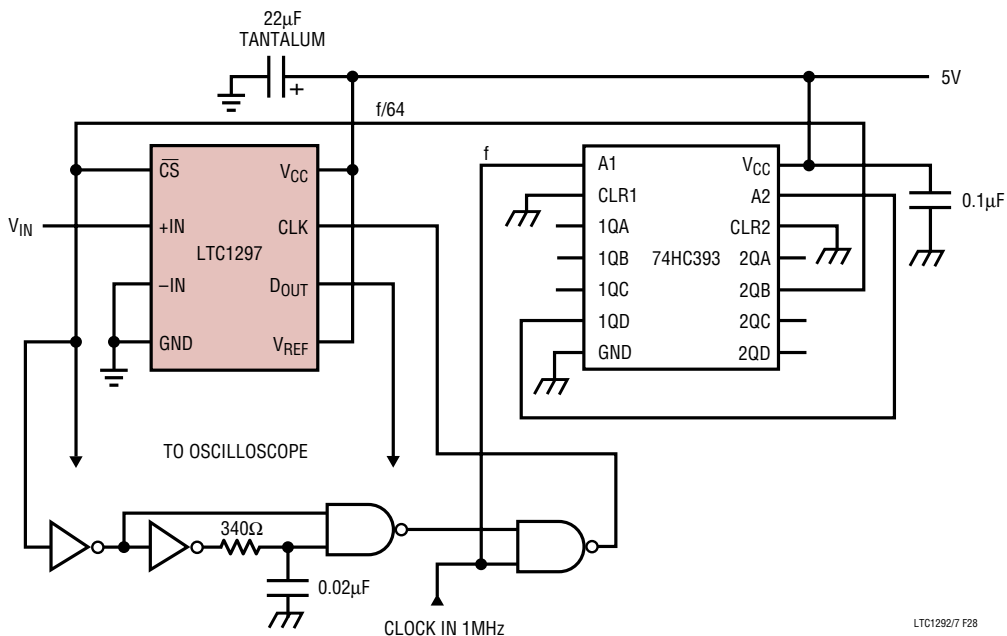 22µF
TANTALUM
+
5V
f/64
f
C̅S̅
VCC
VIN
+IN
CLK
LTC1297
–IN
DOUT
GND
VREF
A1
VCC
CLR1
A2
1QA
CLR2
1QB
74HC393
2QA
1QC
2QB
1QD
2QC
GND
2QD
0.1µF
TO OSCILLOSCOPE
340Ω
0.02µF
CLOCK IN 1MHz
LTC1292/7 F28